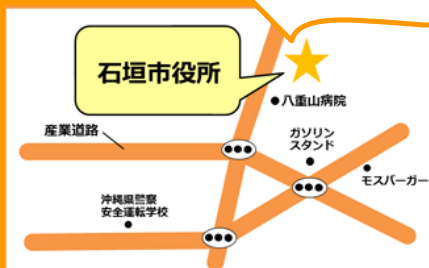 石垣市役所
●八重山病院
産業道路
ガソリン
スタンド
モスバーガー
沖縄県警察
安全運転学校